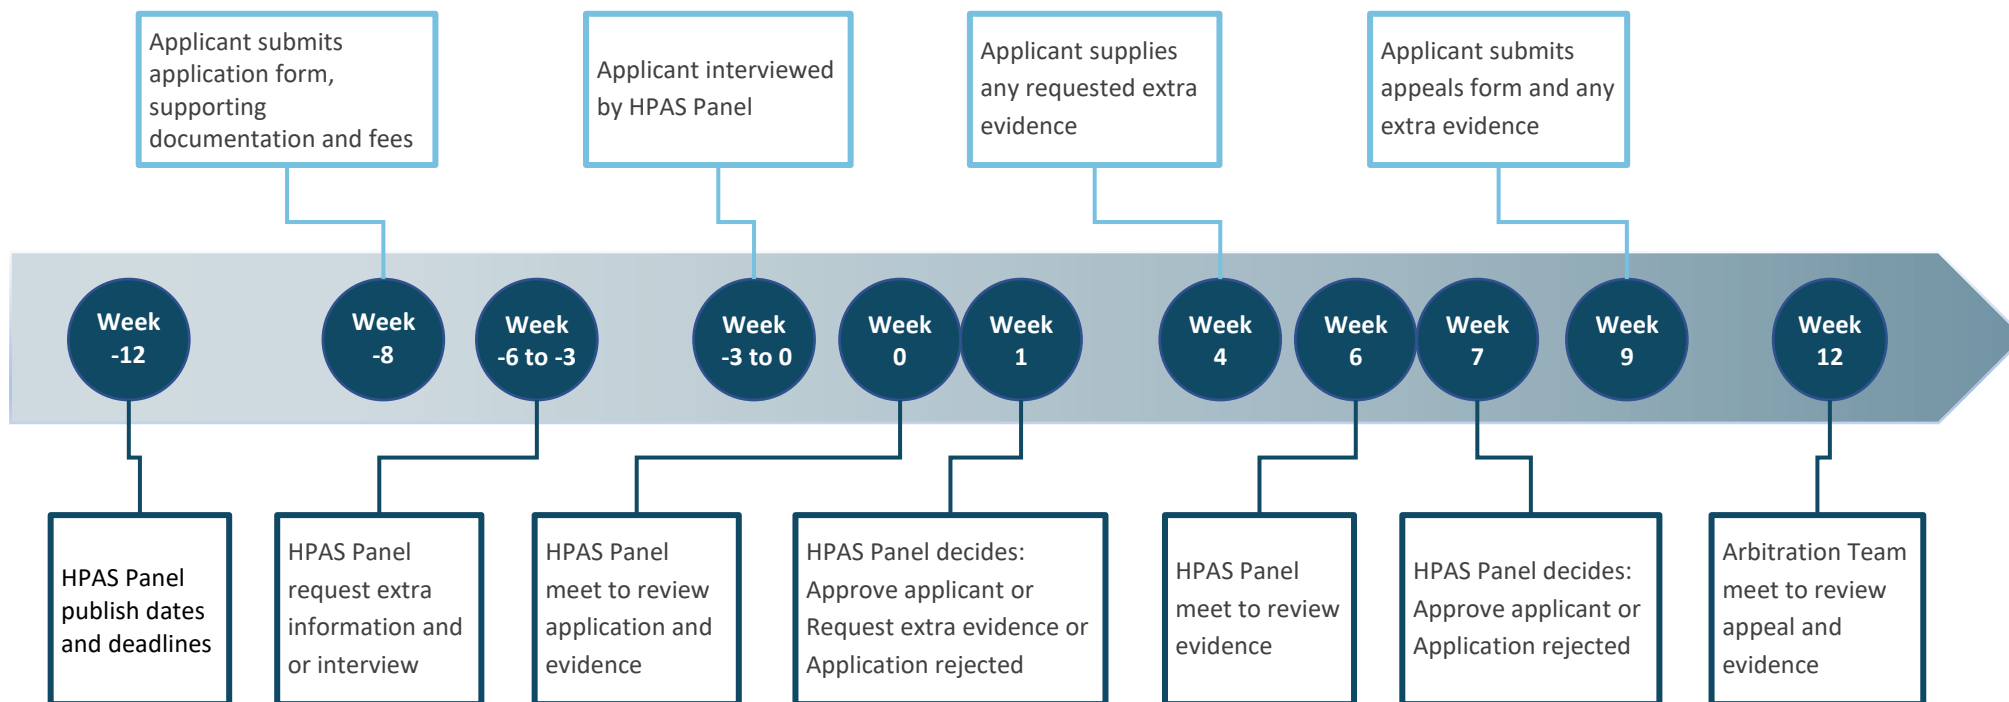 Applicant submits
application form,
supporting
documentation and fees
Applicant interviewed
by HPAS Panel
Applicant supplies
any requested extra
evidence
Applicant submits
appeals form and any
extra evidence
Week
-12
Week
-8
Week
-6 to -3
Week
-3 to 0
Week
0
Week
1
Week
4
Week
6
Week
7
Week
9
Week
12
HPAS Panel
publish dates
and deadlines
HPAS Panel
request extra
information and
or interview
HPAS Panel
meet to review
application and
evidence
HPAS Panel decides:
Approve applicant or
Request extra evidence or
Application rejected
HPAS Panel
meet to review
evidence
HPAS Panel decides:
Approve applicant or
Application rejected
Arbitration Team
meet to review
appeal and
evidence